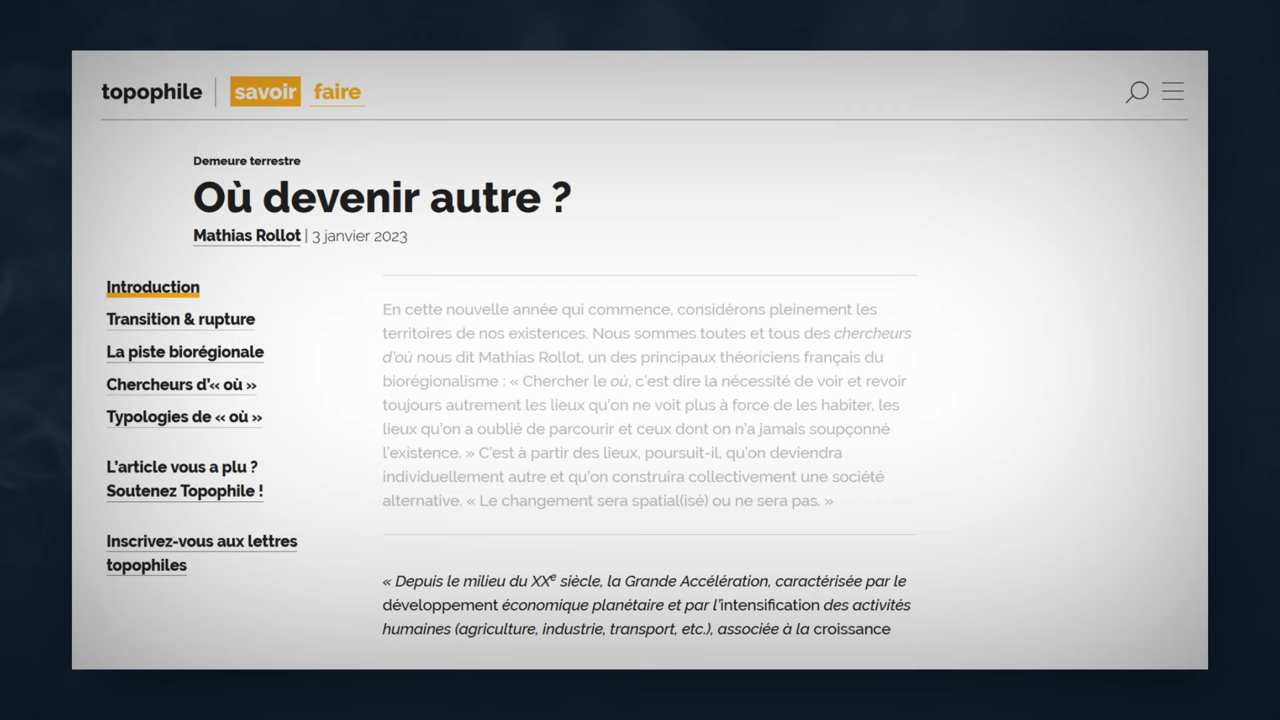 topophile savoir faire
Demeure terrestre
Où devenir autre ?
Mathias Rollot | 3 janvier 2023
Introduction
Transition & rupture
La piste biorégionale
Chercheurs d'« où »
Typologies de « où »
L'article vous a plu ?
Soutenez Topophile !
Inscrivez-vous aux lettres
topophiles
En cette nouvelle année qui commence, considérons pleinement les
territoires de nos existences. Nous sommes toutes et tous des chercheurs
d'où nous dit Mathias Rollot, un des principaux théoriciens français du
biorégionalisme : « Chercher le où, c'est dire la nécessité de voir et revoir
toujours autrement les lieux qu'on ne voit plus à force de les habiter, les
lieux qu'on a oublié de parcourir et ceux dont on n'a jamais soupçonné
l'existence. » C'est à partir des lieux, poursuit-il, qu'on deviendra
individuellement autre et qu'on construira collectivement une société
alternative. « Le changement sera spatial(isé) ou ne sera pas. »
« Depuis le milieu du XXe siècle, la Grande Accélération, caractérisée par le
développement économique planétaire et par l'intensification des activités
humaines (agriculture, industrie, transport, etc.), associée à la croissance